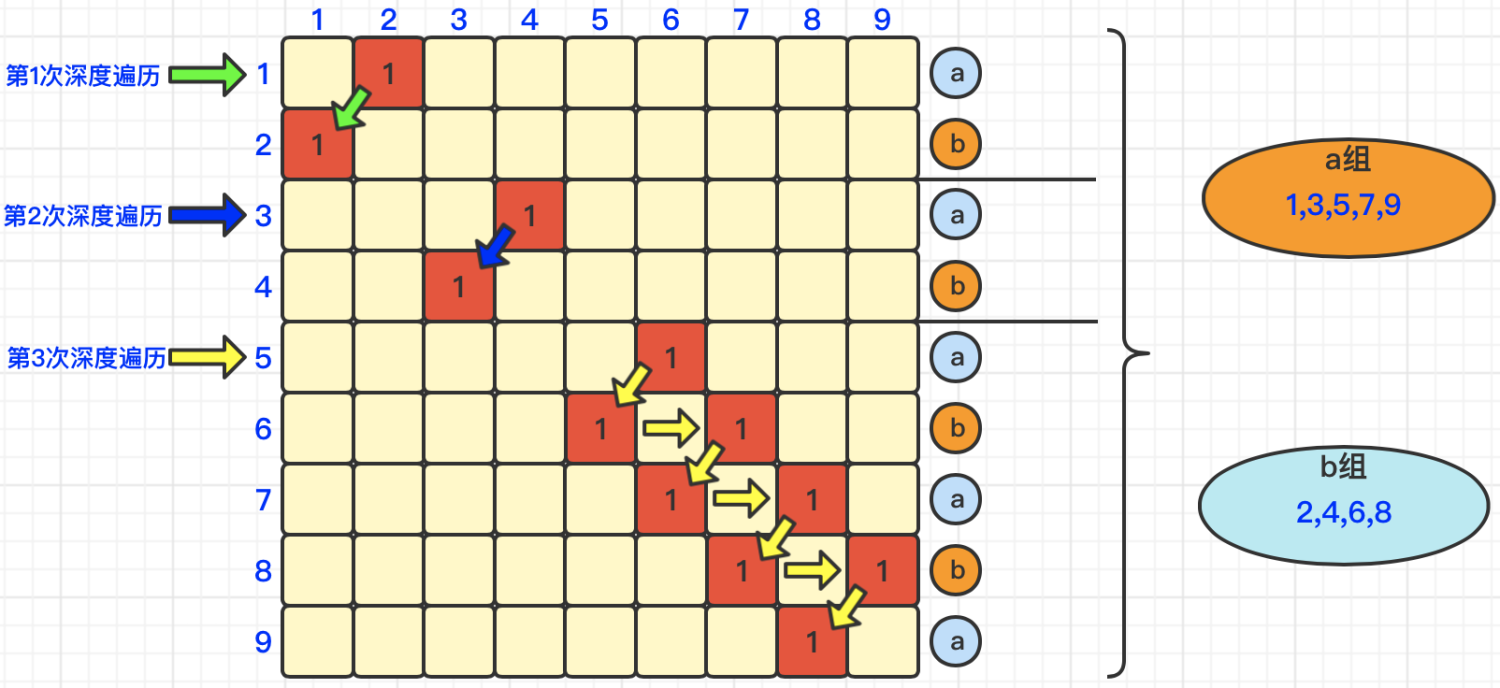 1 2 3 4 5 6 7 8 9
第1次深度遍历 1 1 a
2 1 b
第2次深度遍历 3 1 a
4 1 b
第3次深度遍历 5 1 a
6 1 1 b
7 1 1 a
8 1 1 b
9 1 a
a组
1,3,5,7,9
b组
2,4,6,8